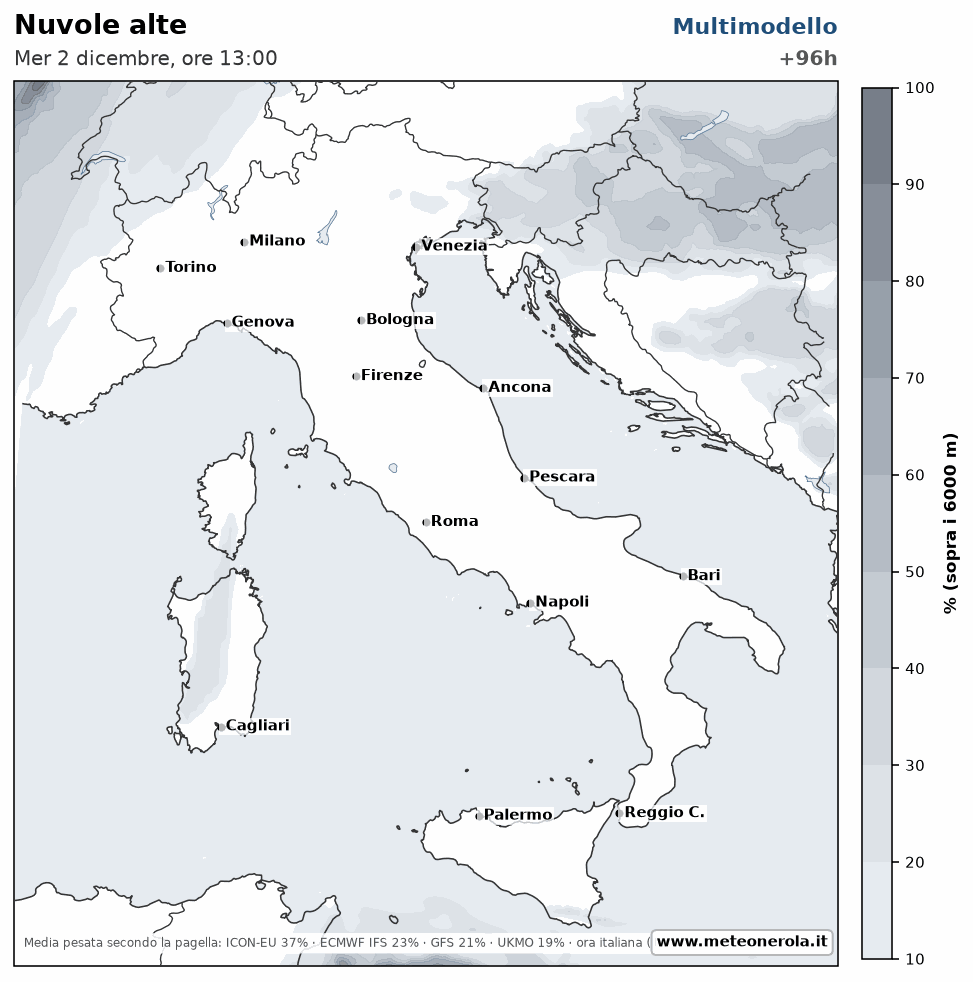 Nuvole alte
Multimodello
Mer 2 dicembre, ore 13:00
+96h
100
90
80
70
60
50
40
30
20
10
% (sopra i 6000 m)
Milano
Venezia
Torino
Genova
Bologna
Firenze
Ancona
Pescara
Roma
Bari
Napoli
Cagliari
Palermo
Reggio C.
Media pesata secondo la pagella: ICON-EU 37% · ECMWF IFS 23% · GFS 21% · UKMO 19% · ora italiana (
www.meteonerola.it